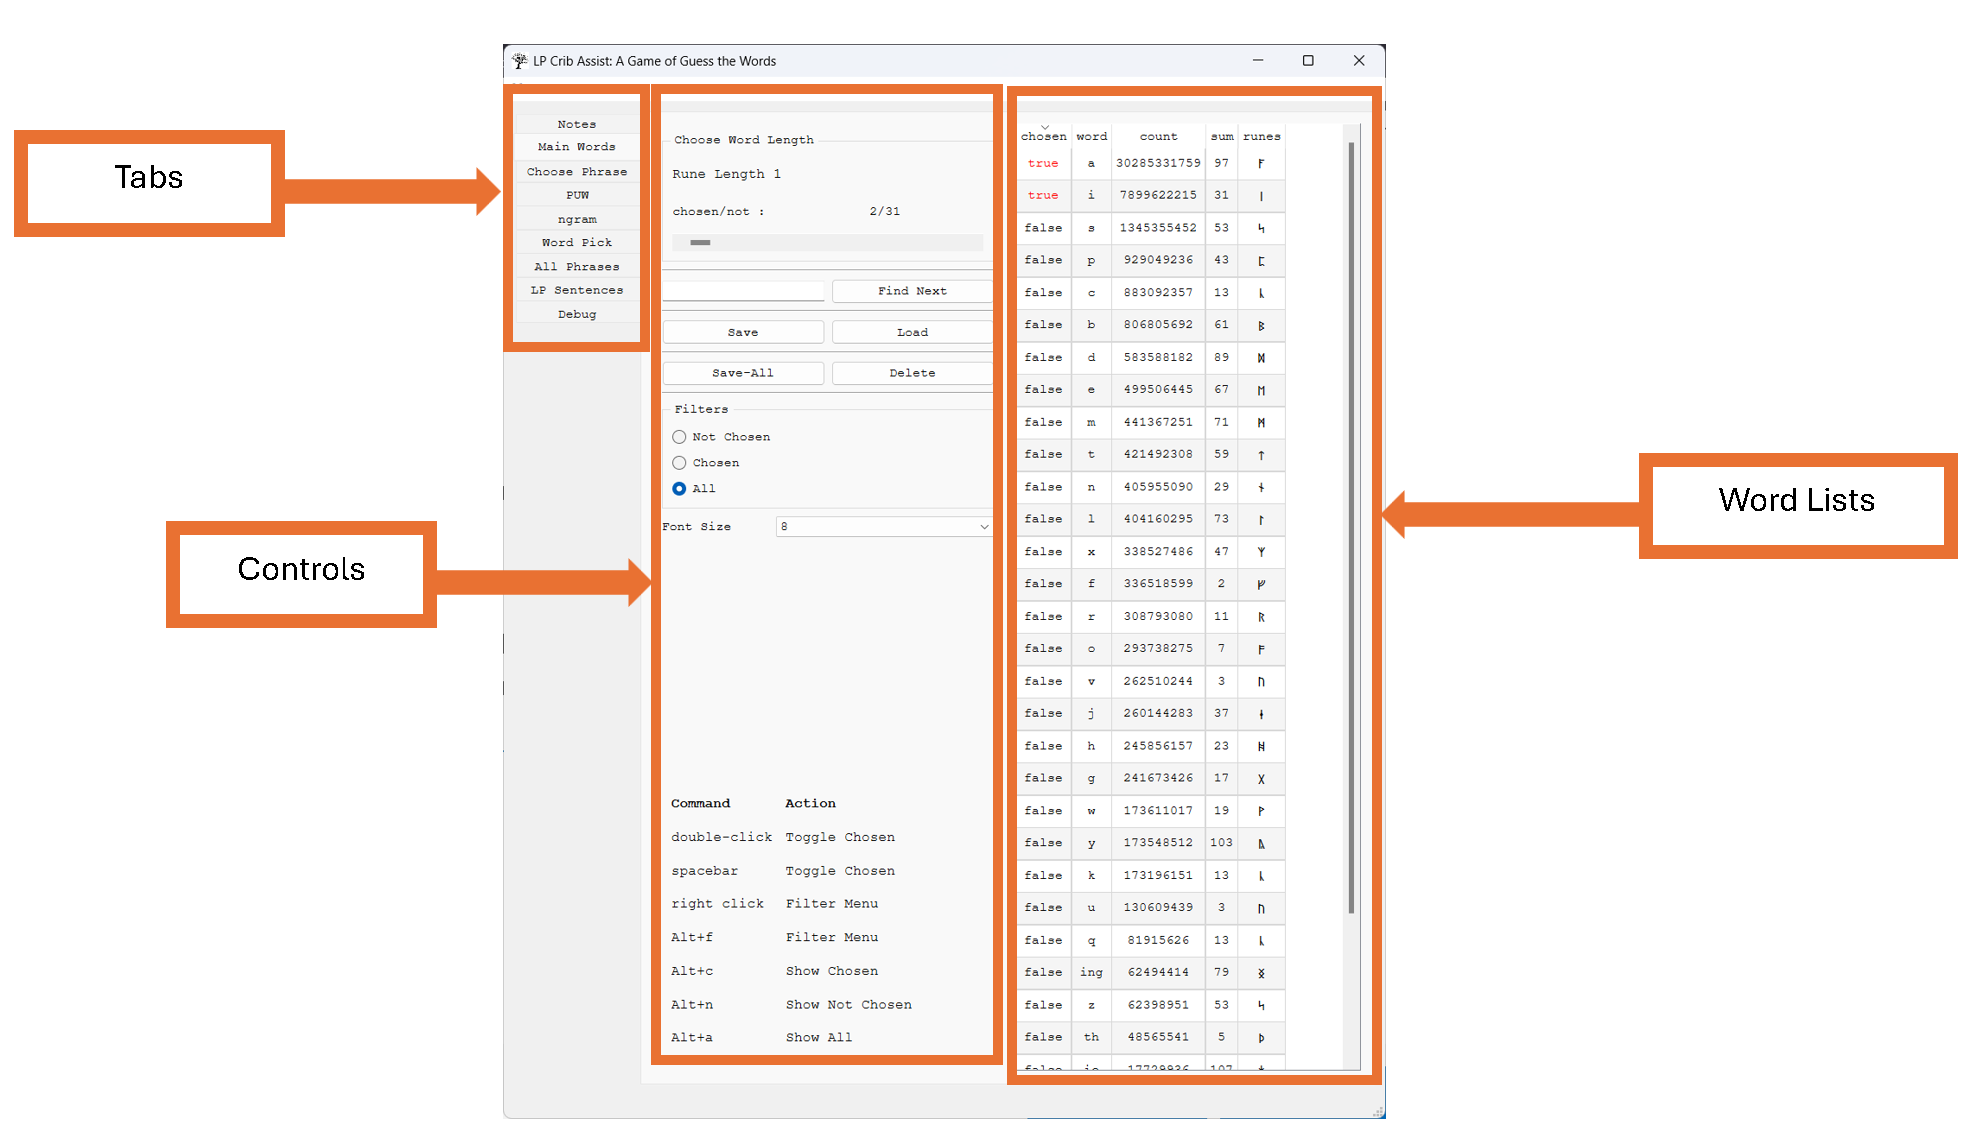 LP Crib Assist: A Game of Guess the Words
Tabs
Notes
Main Words
Choose Phrase
PUW
ngram
Word Pick
All Phrases
LP Sentences
Debug
Controls
Choose Word Length
Rune Length 1
chosen/not : 2/31
Find Next
Save Load
Save-All Delete
Filters
Not Chosen
Chosen
All
Font Size 8
Command Action
double-click Toggle Chosen
spacebar Toggle Chosen
right click Filter Menu
Alt+f Filter Menu
Alt+c Show Chosen
Alt+n Show Not Chosen
Alt+a Show All
Word Lists
chosen word count sum runes
true a 30285331759 97 ᚪ
true i 7899622215 31 ᛁ
false s 1345355452 53 ᛋ
false p 929049236 43 ᛈ
false c 883092357 13 ᚳ
false b 806805692 61 ᛒ
false d 583588182 89 ᛞ
false e 499506445 67 ᛖ
false m 441367251 71 ᛗ
false t 421492308 59 ᛏ
false n 405955090 29 ᚾ
false l 404160295 73 ᛚ
false x 338527486 47 ᛉ
false f 336518599 2 ᚠ
false r 308793080 11 ᚱ
false o 293738275 7 ᚩ
false v 262510244 3 ᚢ
false j 260144283 37 ᛄ
false h 245856157 23 ᚻ
false g 241673426 17 ᚷ
false w 173611017 19 ᚹ
false y 173548512 103 ᚣ
false k 173196151 13 ᚳ
false u 130609439 3 ᚢ
false q 81915626 13 ᚳ
false ing 62494414 79 ᛝ
false z 62398951 53 ᛋ
false th 48565541 5 ᚦ
false 17729936 107